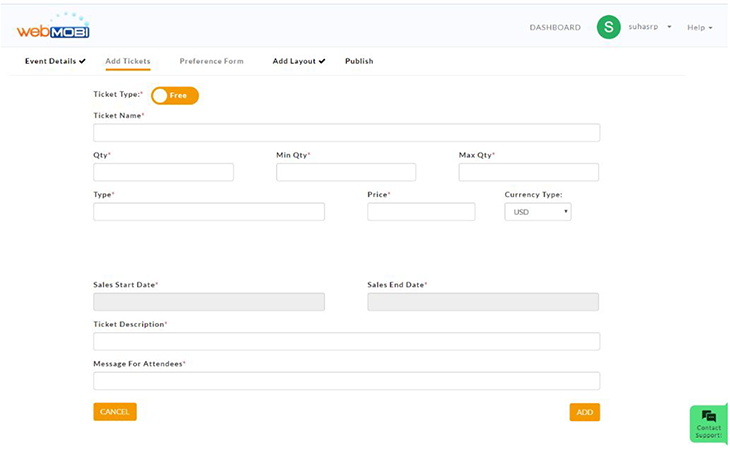 webMOBI
DASHBOARD
S
suhasrp
Help
Event Details
Add Tickets
Preference Form
Add Layout
Publish
Ticket Type:*
Free
Ticket Name*
Qty*
Min Qty*
Max Qty*
Type*
Price*
Currency Type:
USD
Sales Start Date*
Sales End Date*
Ticket Description*
Message For Attendees*
CANCEL
ADD
Contact
Support!